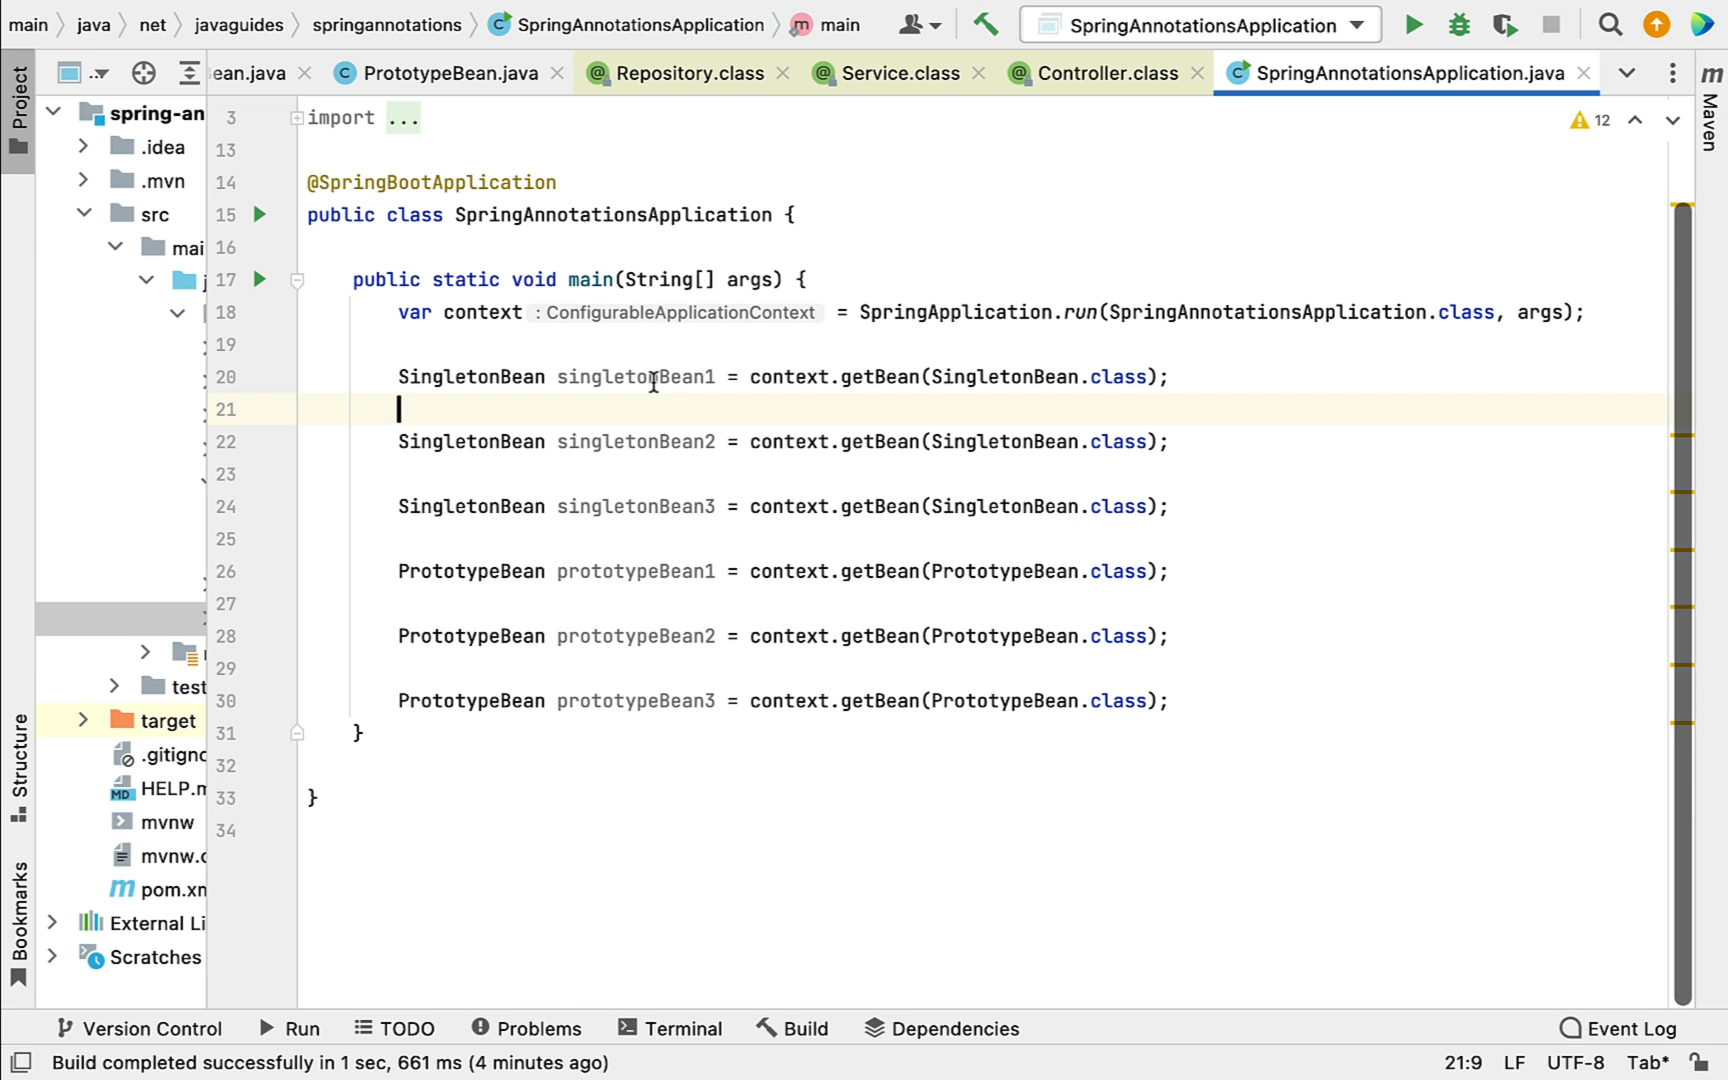 main java net javaguides springannotations SpringAnnotationsApplication main SpringAnnotationsApplication
ean.java PrototypeBean.java Repository.class Service.class Controller.class SpringAnnotationsApplication.java
Project
Structure
Bookmarks
spring-an
.idea
.mvn
src
mai
j
test
target
.gitigno
HELP.m
mvnw
mvnw.c
pom.xm
External Li
Scratches
3 import ...
13
14 @SpringBootApplication
15 public class SpringAnnotationsApplication {
16
17 public static void main(String[] args) {
18 var context : ConfigurableApplicationContext = SpringApplication.run(SpringAnnotationsApplication.class, args);
19
20 SingletonBean singletonBean1 = context.getBean(SingletonBean.class);
21
22 SingletonBean singletonBean2 = context.getBean(SingletonBean.class);
23
24 SingletonBean singletonBean3 = context.getBean(SingletonBean.class);
25
26 PrototypeBean prototypeBean1 = context.getBean(PrototypeBean.class);
27
28 PrototypeBean prototypeBean2 = context.getBean(PrototypeBean.class);
29
30 PrototypeBean prototypeBean3 = context.getBean(PrototypeBean.class);
31 }
32
33 }
34
12
m Maven
Version Control Run TODO Problems Terminal Build Dependencies Event Log
Build completed successfully in 1 sec, 661 ms (4 minutes ago) 21:9 LF UTF-8 Tab*